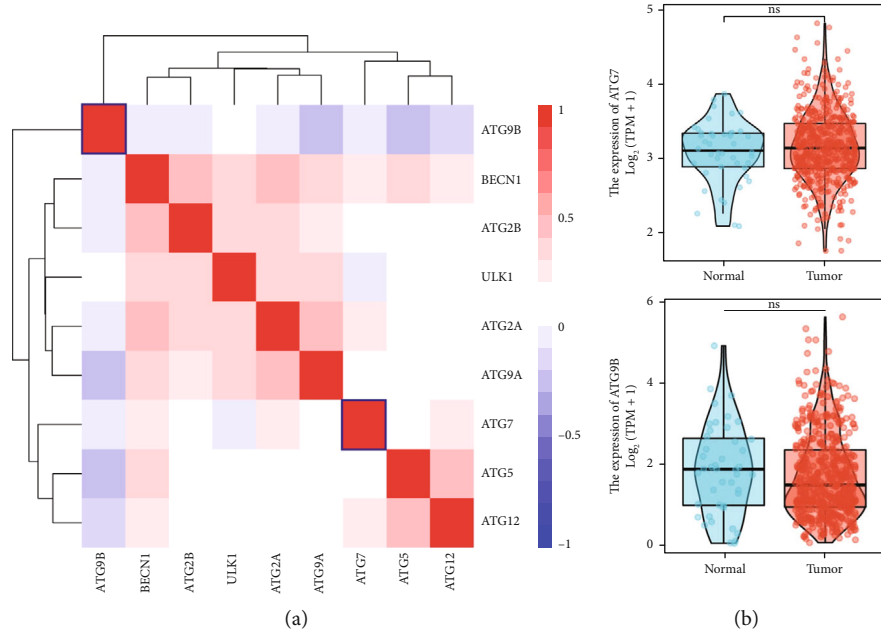 ATG9B
BECN1
ATG2B
ULK1
ATG2A
ATG9A
ATG7
ATG5
ATG12
ATG9B
BECN1
ATG2B
ULK1
ATG2A
ATG9A
ATG7
ATG5
ATG12
1
0.5
0
−0.5
−1
(a)
The expression of ATG7
Log₂ (TPM + 1)
5
4
3
2
ns
Normal
Tumor
The expression of ATG9B
Log₂ (TPM + 1)
6
4
2
0
ns
Normal
Tumor
(b)